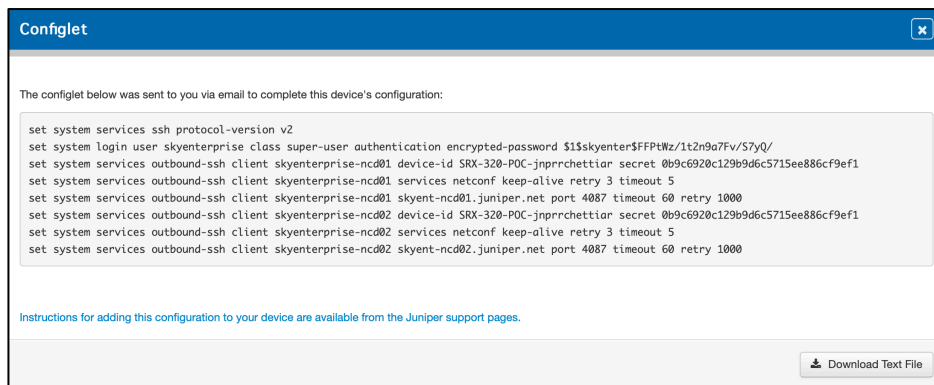 Configlet
The configlet below was sent to you via email to complete this device's configuration:
set system services ssh protocol-version v2
set system login user skyenterprise class super-user authentication encrypted-password $1$skyenter$FFPtWz/1t2n9a7Fv/S7yQ/
set system services outbound-ssh client skyenterprise-ncd01 device-id SRX-320-POC-jnprrchettiar secret 0b9c6920c129b9d6c5715ee886cf9ef1
set system services outbound-ssh client skyenterprise-ncd01 services netconf keep-alive retry 3 timeout 5
set system services outbound-ssh client skyenterprise-ncd01 skyent-ncd01.juniper.net port 4087 timeout 60 retry 1000
set system services outbound-ssh client skyenterprise-ncd02 device-id SRX-320-POC-jnprrchettiar secret 0b9c6920c129b9d6c5715ee886cf9ef1
set system services outbound-ssh client skyenterprise-ncd02 services netconf keep-alive retry 3 timeout 5
set system services outbound-ssh client skyenterprise-ncd02 skyent-ncd02.juniper.net port 4087 timeout 60 retry 1000
Instructions for adding this configuration to your device are available from the Juniper support pages.
Download Text File